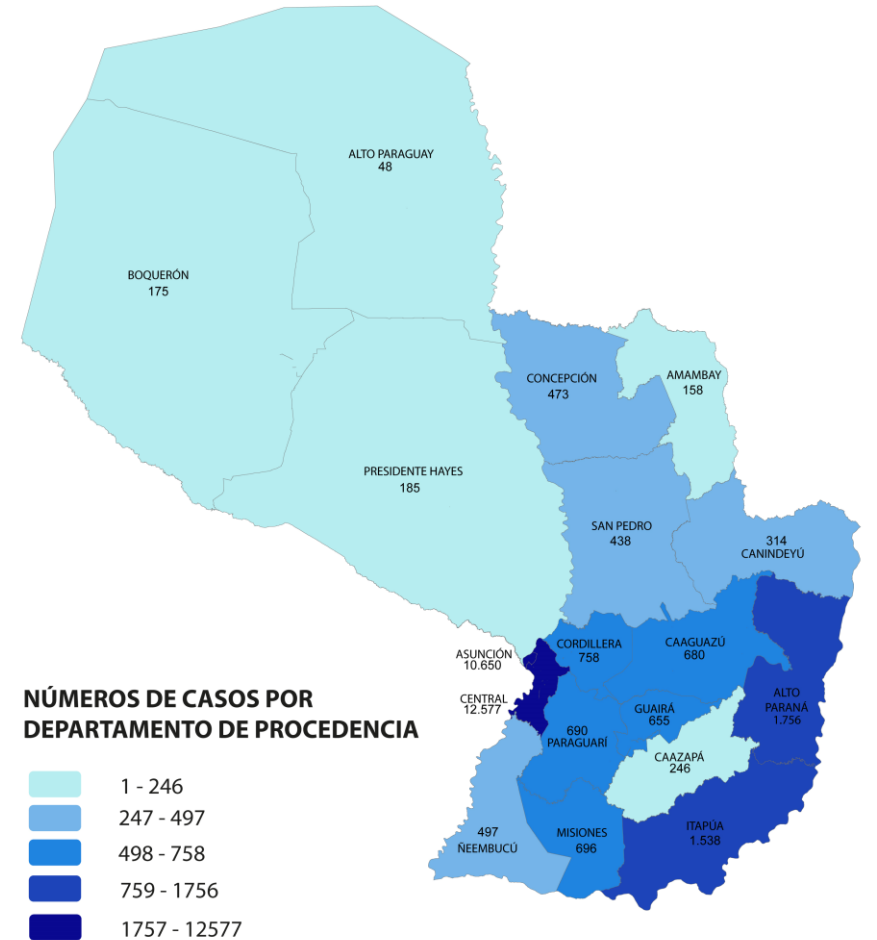 ALTO PARAGUAY
48
BOQUERÓN
175
CONCEPCIÓN
473
AMAMBAY
158
PRESIDENTE HAYES
185
SAN PEDRO
438
314
CANINDEYÚ
ASUNCIÓN
10.650
CORDILLERA
758
CAAGUAZÚ
680
CENTRAL
12.577
GUAIRÁ
655
ALTO
PARANÁ
1.756
690
PARAGUARÍ
CAAZAPÁ
246
497
ÑEEMBUCÚ
MISIONES
696
ITAPÚA
1.538
NÚMEROS DE CASOS POR
DEPARTAMENTO DE PROCEDENCIA
1 - 246
247 - 497
498 - 758
759 - 1756
1757 - 12577